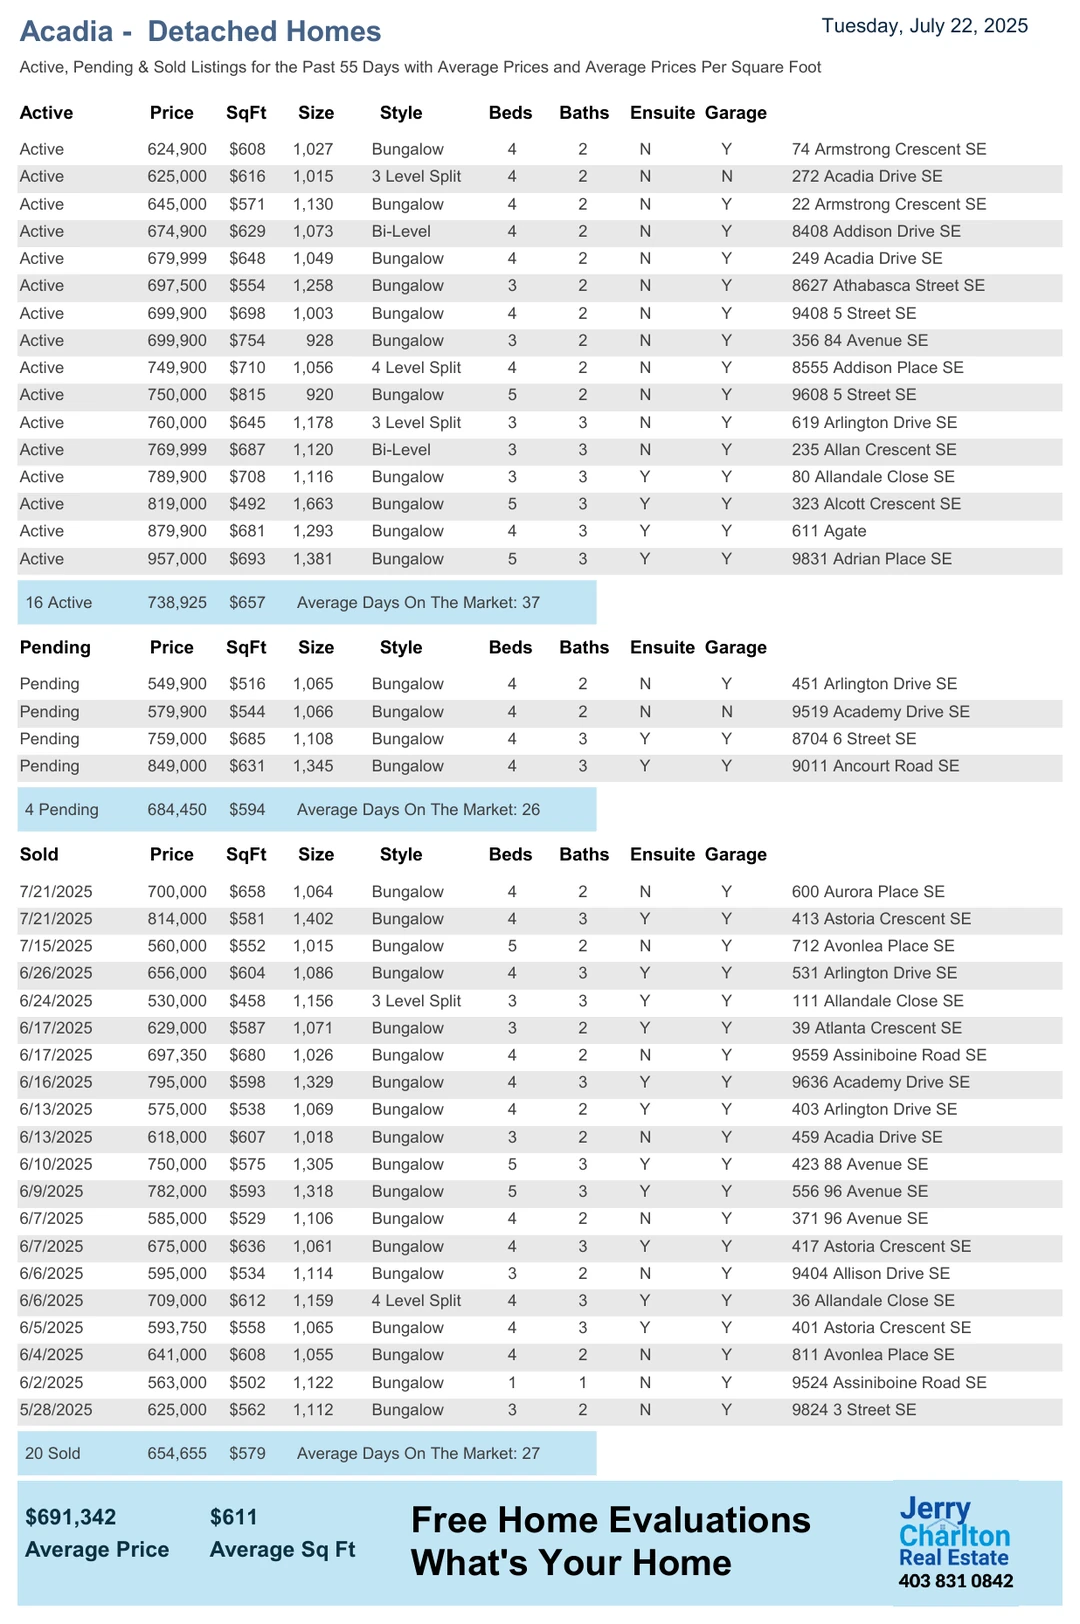 Acadia - Detached Homes
Tuesday, July 22, 2025
Active, Pending & Sold Listings for the Past 55 Days with Average Prices and Average Prices Per Square Foot
Active Price SqFt Size Style Beds Baths Ensuite Garage
Active 624,900 $608 1,027 Bungalow 4 2 N Y 74 Armstrong Crescent SE
Active 625,000 $616 1,015 3 Level Split 4 2 N N 272 Acadia Drive SE
Active 645,000 $571 1,130 Bungalow 4 2 N Y 22 Armstrong Crescent SE
Active 674,900 $629 1,073 Bi-Level 4 2 N Y 8408 Addison Drive SE
Active 679,999 $648 1,049 Bungalow 4 2 N Y 249 Acadia Drive SE
Active 697,500 $554 1,258 Bungalow 3 2 N Y 8627 Athabasca Street SE
Active 699,900 $698 1,003 Bungalow 4 2 N Y 9408 5 Street SE
Active 699,900 $754 928 Bungalow 3 2 N Y 356 84 Avenue SE
Active 749,900 $710 1,056 4 Level Split 4 2 N Y 8555 Addison Place SE
Active 750,000 $815 920 Bungalow 5 2 N Y 9608 5 Street SE
Active 760,000 $645 1,178 3 Level Split 3 3 N Y 619 Arlington Drive SE
Active 769,999 $687 1,120 Bi-Level 3 3 N Y 235 Allan Crescent SE
Active 789,900 $708 1,116 Bungalow 3 3 Y Y 80 Allandale Close SE
Active 819,000 $492 1,663 Bungalow 5 3 Y Y 323 Alcott Crescent SE
Active 879,900 $681 1,293 Bungalow 4 3 Y Y 611 Agate
Active 957,000 $693 1,381 Bungalow 5 3 Y Y 9831 Adrian Place SE
16 Active 738,925 $657 Average Days On The Market: 37
Pending Price SqFt Size Style Beds Baths Ensuite Garage
Pending 549,900 $516 1,065 Bungalow 4 2 N Y 451 Arlington Drive SE
Pending 579,900 $544 1,066 Bungalow 4 2 N N 9519 Academy Drive SE
Pending 759,000 $685 1,108 Bungalow 4 3 Y Y 8704 6 Street SE
Pending 849,000 $631 1,345 Bungalow 4 3 Y Y 9011 Ancourt Road SE
4 Pending 684,450 $594 Average Days On The Market: 26
Sold Price SqFt Size Style Beds Baths Ensuite Garage
7/21/2025 700,000 $658 1,064 Bungalow 4 2 N Y 600 Aurora Place SE
7/21/2025 814,000 $581 1,402 Bungalow 4 3 Y Y 413 Astoria Crescent SE
7/15/2025 560,000 $552 1,015 Bungalow 5 2 N Y 712 Avonlea Place SE
6/26/2025 656,000 $604 1,086 Bungalow 4 3 Y Y 531 Arlington Drive SE
6/24/2025 530,000 $458 1,156 3 Level Split 3 3 Y Y 111 Allandale Close SE
6/17/2025 629,000 $587 1,071 Bungalow 3 2 Y Y 39 Atlanta Crescent SE
6/17/2025 697,350 $680 1,026 Bungalow 4 2 N Y 9559 Assiniboine Road SE
6/16/2025 795,000 $598 1,329 Bungalow 4 3 Y Y 9636 Academy Drive SE
6/13/2025 575,000 $538 1,069 Bungalow 4 2 Y Y 403 Arlington Drive SE
6/13/2025 618,000 $607 1,018 Bungalow 3 2 N Y 459 Acadia Drive SE
6/10/2025 750,000 $575 1,305 Bungalow 5 3 Y Y 423 88 Avenue SE
6/9/2025 782,000 $593 1,318 Bungalow 5 3 Y Y 556 96 Avenue SE
6/7/2025 585,000 $529 1,106 Bungalow 4 2 N Y 371 96 Avenue SE
6/7/2025 675,000 $636 1,061 Bungalow 4 3 Y Y 417 Astoria Crescent SE
6/6/2025 595,000 $534 1,114 Bungalow 3 2 N Y 9404 Allison Drive SE
6/6/2025 709,000 $612 1,159 4 Level Split 4 3 Y Y 36 Allandale Close SE
6/5/2025 593,750 $558 1,065 Bungalow 4 3 Y Y 401 Astoria Crescent SE
6/4/2025 641,000 $608 1,055 Bungalow 4 2 N Y 811 Avonlea Place SE
6/2/2025 563,000 $502 1,122 Bungalow 1 1 N Y 9524 Assiniboine Road SE
5/28/2025 625,000 $562 1,112 Bungalow 3 2 N Y 9824 3 Street SE
20 Sold 654,655 $579 Average Days On The Market: 27
$691,342 $611
Average Price Average Sq Ft
Free Home Evaluations
What's Your Home
Jerry
Charlton
Real Estate
403 831 0842